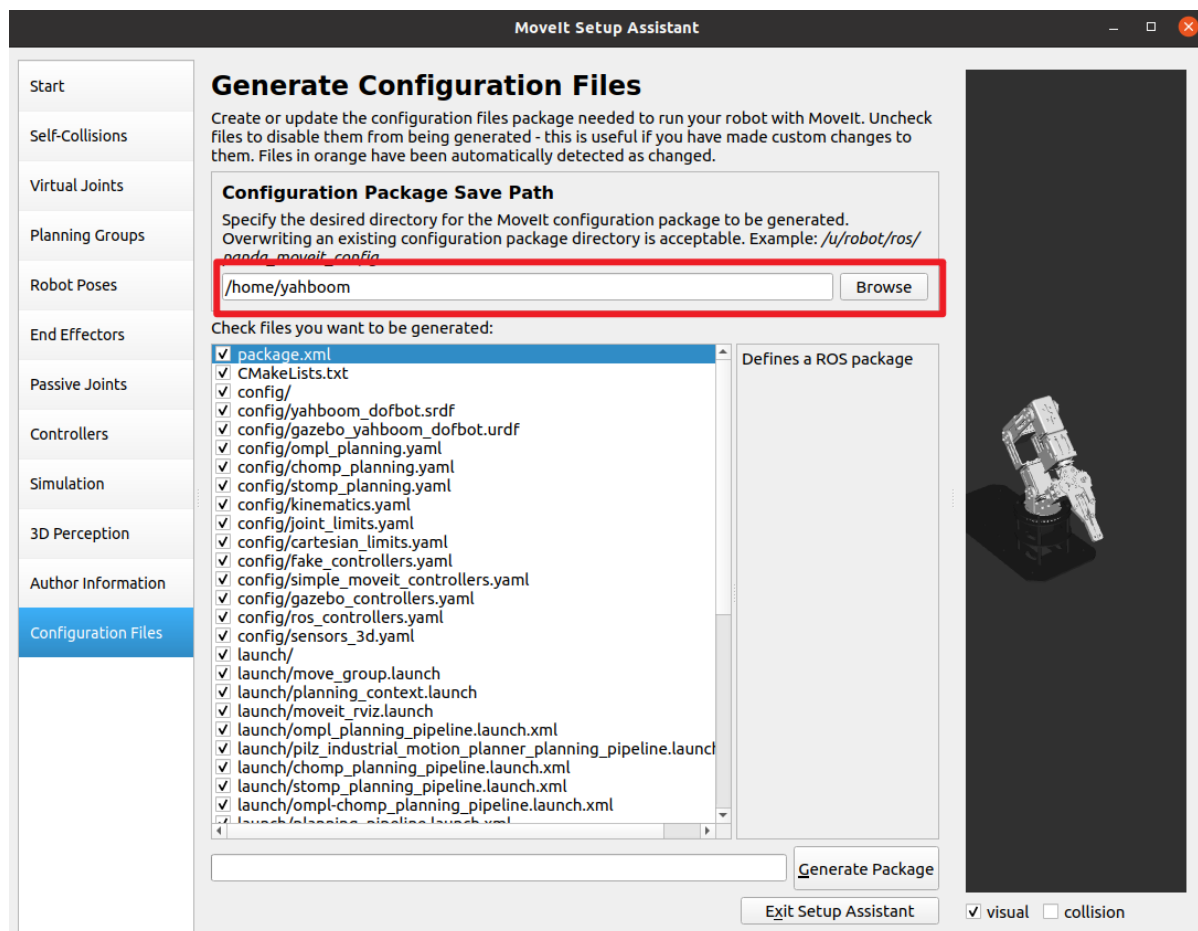 MoveIt Setup Assistant
Start
Self-Collisions
Virtual Joints
Planning Groups
Robot Poses
End Effectors
Passive Joints
Controllers
Simulation
3D Perception
Author Information
Configuration Files
Generate Configuration Files
Create or update the configuration files package needed to run your robot with MoveIt. Uncheck
files to disable them from being generated - this is useful if you have made custom changes to
them. Files in orange have been automatically detected as changed.
Configuration Package Save Path
Specify the desired directory for the MoveIt configuration package to be generated.
Overwriting an existing configuration package directory is acceptable. Example: /u/robot/ros/
panda_moveit_config
/home/yahboom
Browse
Check files you want to be generated:
package.xml
CMakeLists.txt
config/
config/yahboom_dofbot.srdf
config/gazebo_yahboom_dofbot.urdf
config/ompl_planning.yaml
config/chomp_planning.yaml
config/stomp_planning.yaml
config/kinematics.yaml
config/joint_limits.yaml
config/cartesian_limits.yaml
config/fake_controllers.yaml
config/simple_moveit_controllers.yaml
config/gazebo_controllers.yaml
config/ros_controllers.yaml
config/sensors_3d.yaml
launch/
launch/move_group.launch
launch/planning_context.launch
launch/moveit_rviz.launch
launch/ompl_planning_pipeline.launch.xml
launch/pilz_industrial_motion_planner_planning_pipeline.launch
launch/chomp_planning_pipeline.launch.xml
launch/stomp_planning_pipeline.launch.xml
launch/ompl-chomp_planning_pipeline.launch.xml
launch/planning_pipeline.launch.xml
Defines a ROS package
Generate Package
Exit Setup Assistant
visual
collision